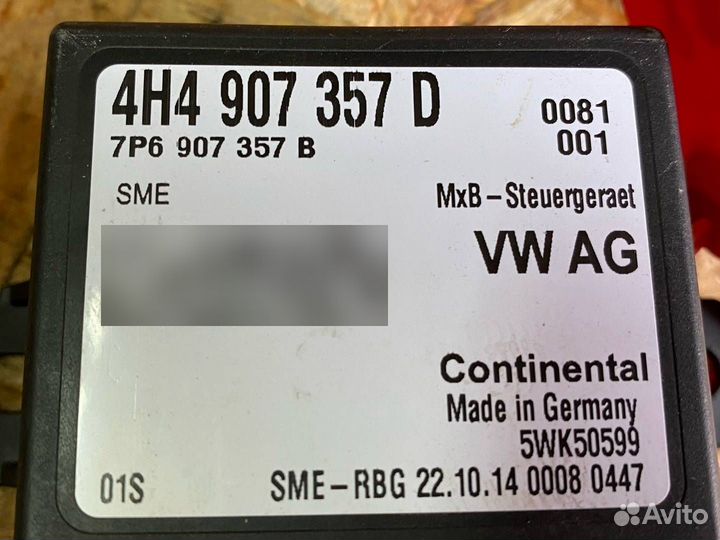 4H4 907 357 D
0081
7P6 907 357 B
001
SME
MxB-Steuergeraet
VW AG
Continental
Made in Germany
5WK50599
01S
SME-RBG 22.10.14 0008 0447
Avito